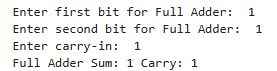 Enter first bit for Full Adder:  1
Enter second bit for Full Adder:  1
Enter carry-in:  1
Full Adder Sum: 1 Carry: 1